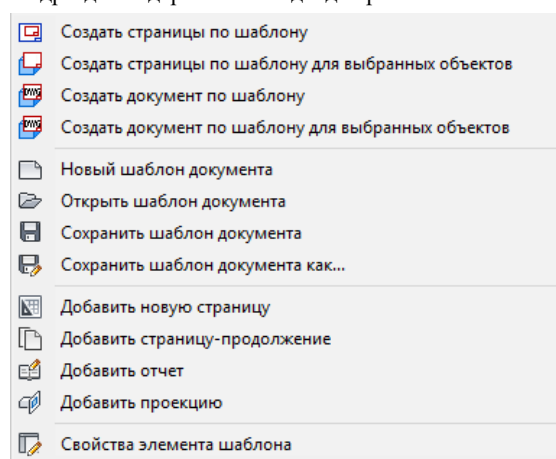 Создать страницы по шаблону
Создать страницы по шаблону для выбранных объектов
Создать документ по шаблону
Создать документ по шаблону для выбранных объектов
Новый шаблон документа
Открыть шаблон документа
Сохранить шаблон документа
Сохранить шаблон документа как...
Добавить новую страницу
Добавить страницу-продолжение
Добавить отчет
Добавить проекцию
Свойства элемента шаблона